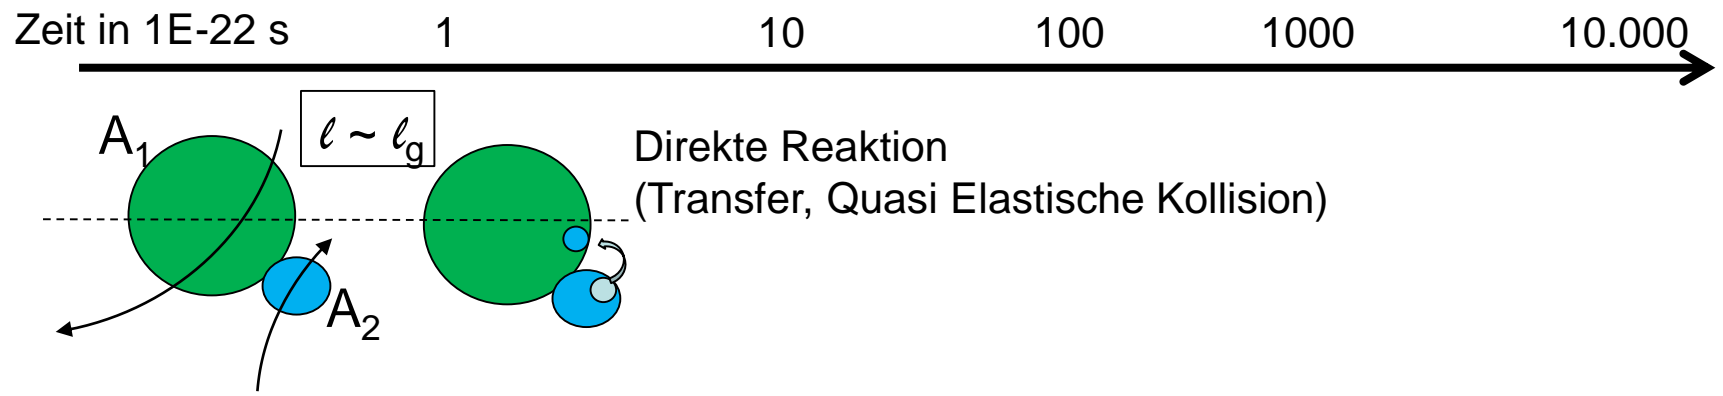 Zeit in 1E-22 s 1 10 100 1000 10.000
A₁
ℓ ~ ℓg
Direkte Reaktion
(Transfer, Quasi Elastische Kollision)
A₂